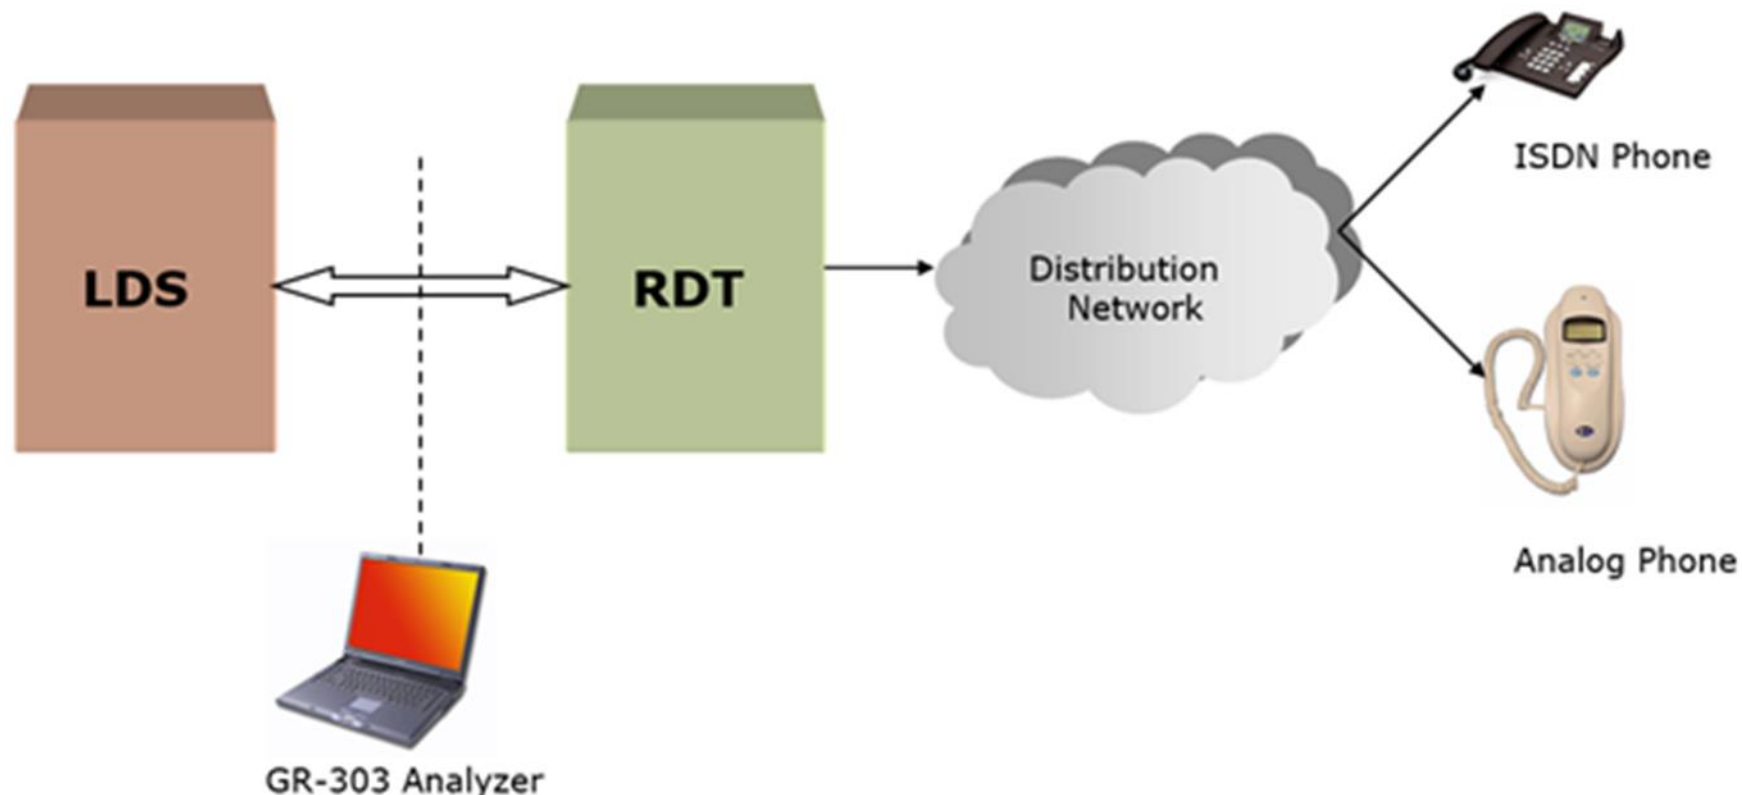 LDS
RDT
Distribution
Network
ISDN Phone
Analog Phone
GR-303 Analyzer